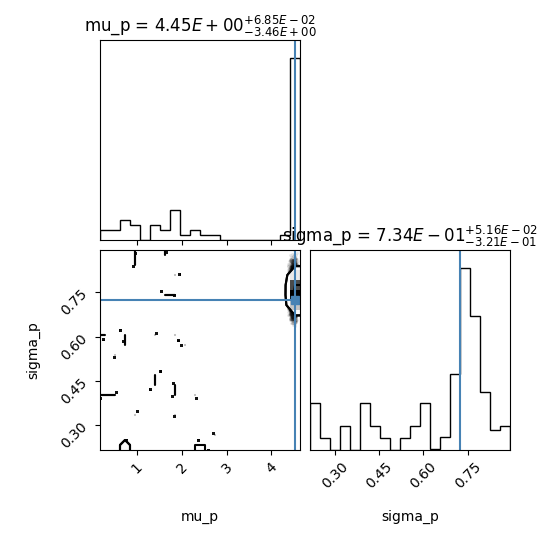 mu_p = 4.45E+00+6.85E−02 −3.46E+00
sigma_p = 7.34E−01+5.16E−02 −3.21E−01
sigma_p
0.75
0.60
0.45
0.30
1 2 3 4
0.30 0.45 0.60 0.75
mu_p
sigma_p